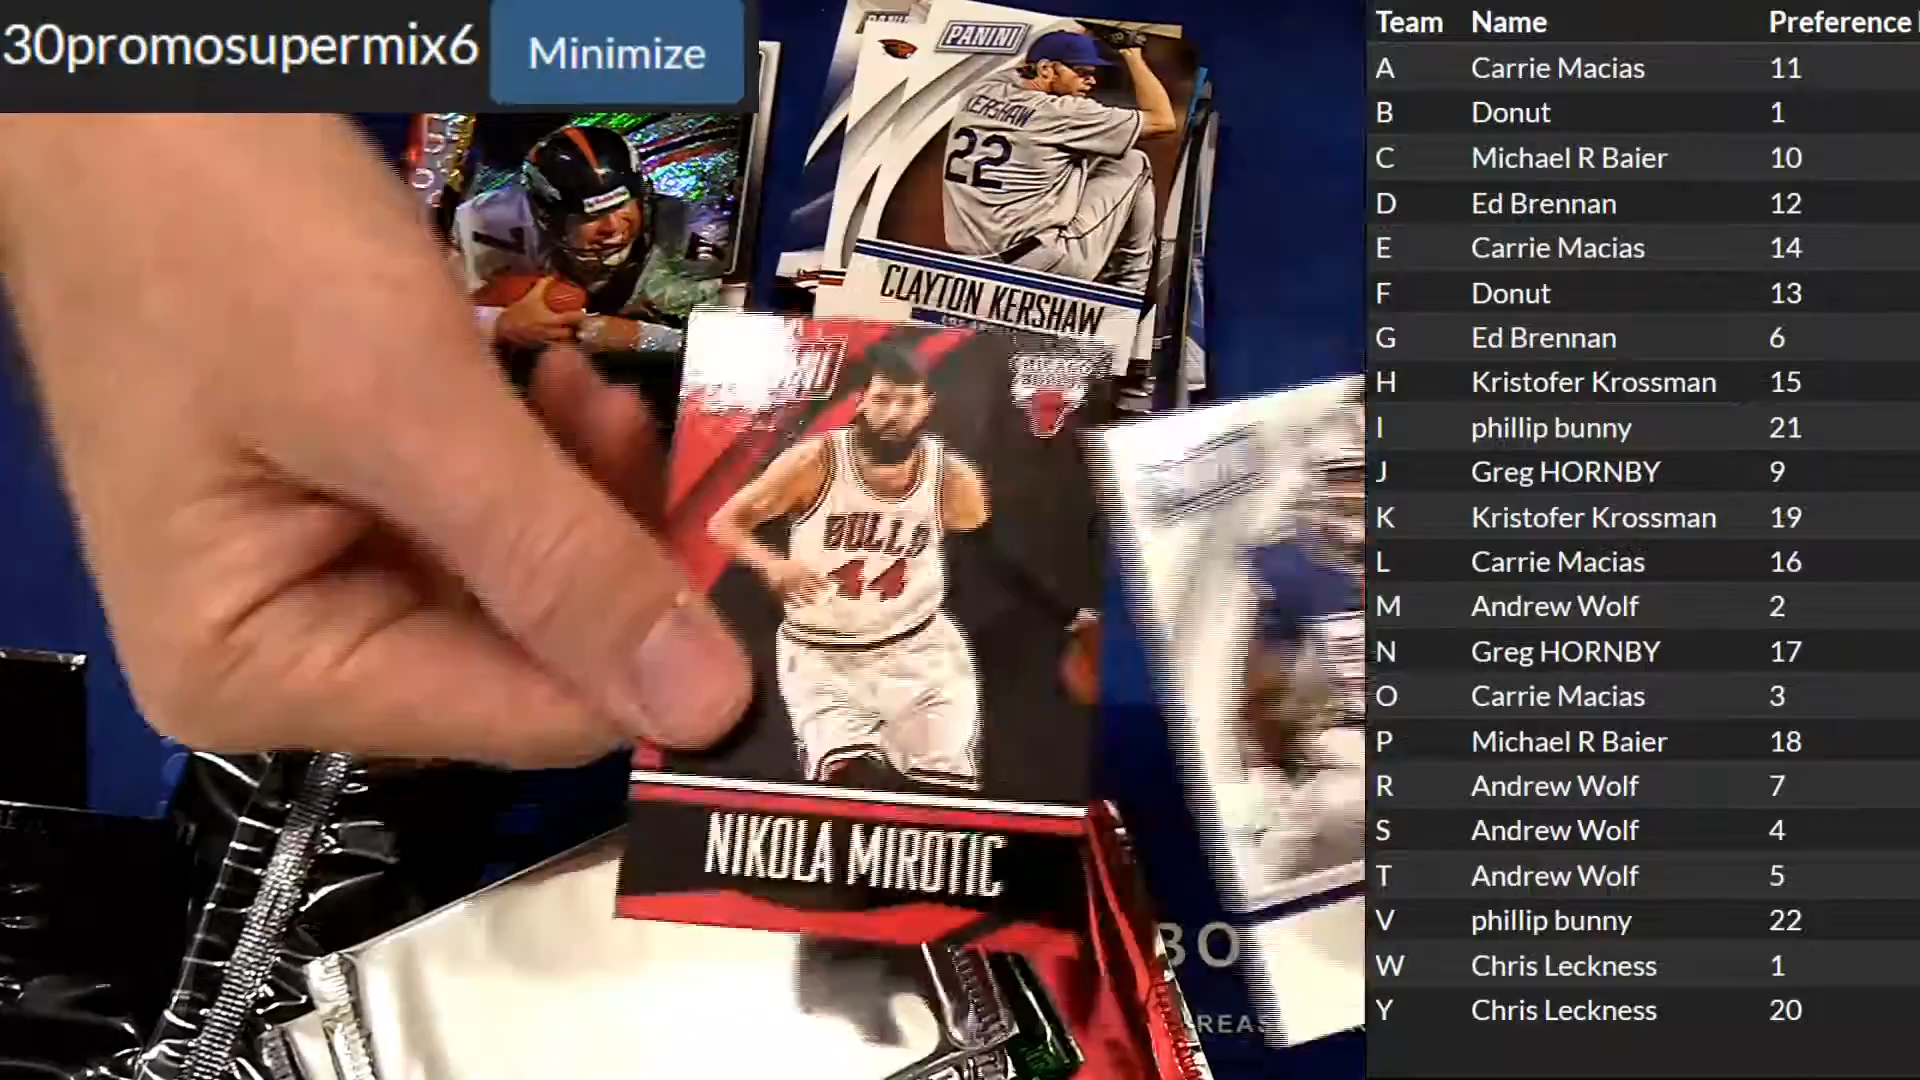 30promosupermix6
Minimize
PANINI
KERSHAW
22
CLAYTON KERSHAW
7
BULLS
44
NIKOLA MIROTIC
BO
REAS
Team Name Preference
A Carrie Macias 11
B Donut 1
C Michael R Baier 10
D Ed Brennan 12
E Carrie Macias 14
F Donut 13
G Ed Brennan 6
H Kristofer Krossman 15
I phillip bunny 21
J Greg HORNBY 9
K Kristofer Krossman 19
L Carrie Macias 16
M Andrew Wolf 2
N Greg HORNBY 17
O Carrie Macias 3
P Michael R Baier 18
R Andrew Wolf 7
S Andrew Wolf 4
T Andrew Wolf 5
V phillip bunny 22
W Chris Leckness 1
Y Chris Leckness 20